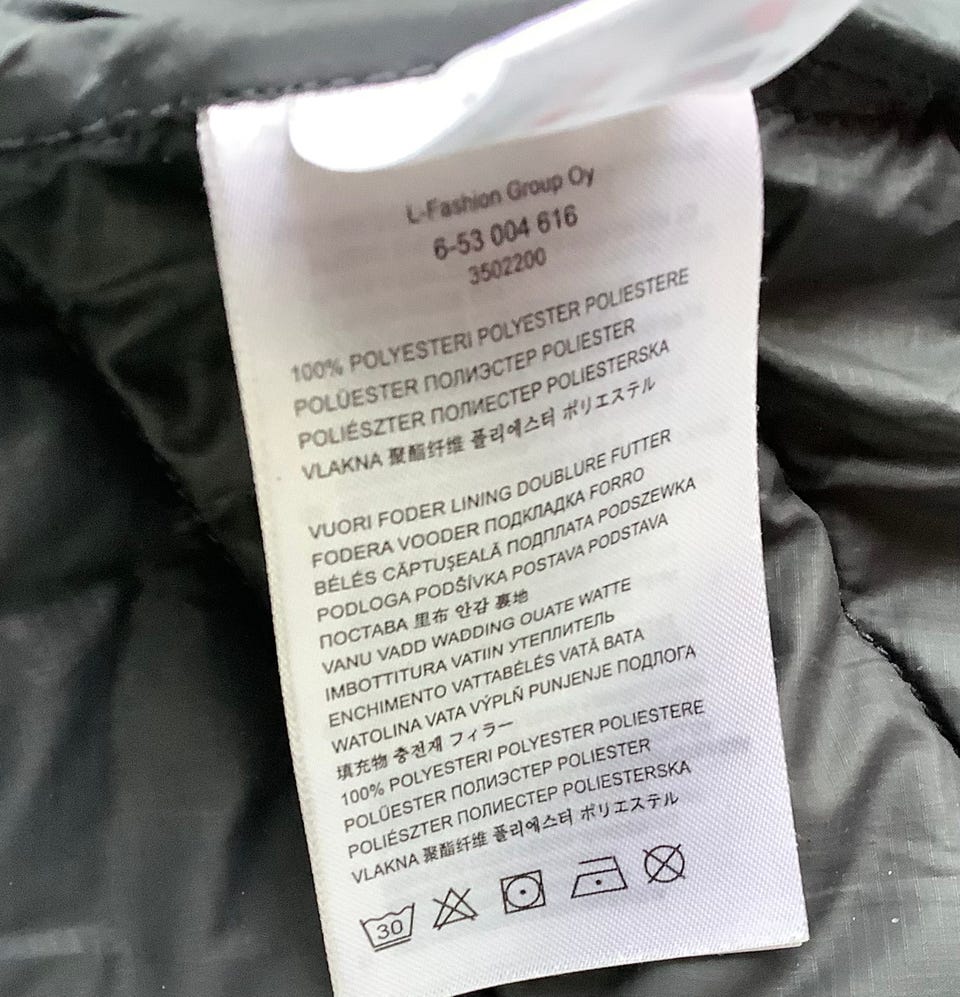 L-Fashion Group Oy
6-53 004 616
3502200
100% POLYESTERI POLYESTER POLIESTERE
POLÜESTER ПОЛИЭСТЕР POLIESTER
POLIÉSZTER ПОЛИЕСТЕР POLIESTERSKA
VLAKNA 聚酯纤维 폴리에스터 ポリエステル
VUORI FODER LINING DOUBLURE FUTTER
FODERA VOODER ПОДКЛАДКА FORRO
BÉLÉS CĂPTUŞEALĂ ПОДПЛАТА PODSZEWKA
PODLOGA PODŠÍVKA POSTAVA PODSTAVA
ПОСТАВА 里布 안감 裏地
VANU VADD WADDING OUATE WATTE
IMBOTTITURA VATIIN УТЕПЛИТЕЛЬ
ENCHIMENTO VATTABÉLÉS VATĂ BATA
WATOLINA VATA VÝPLŇ PUNJENJE ПОДЛОГА
填充物 충전재 フィラー
100% POLYESTERI POLYESTER POLIESTERE
POLÜESTER ПОЛИЭСТЕР POLIESTER
POLIÉSZTER ПОЛИЕСТЕР POLIESTERSKA
VLAKNA 聚酯纤维 폴리에스터 ポリエステル
30